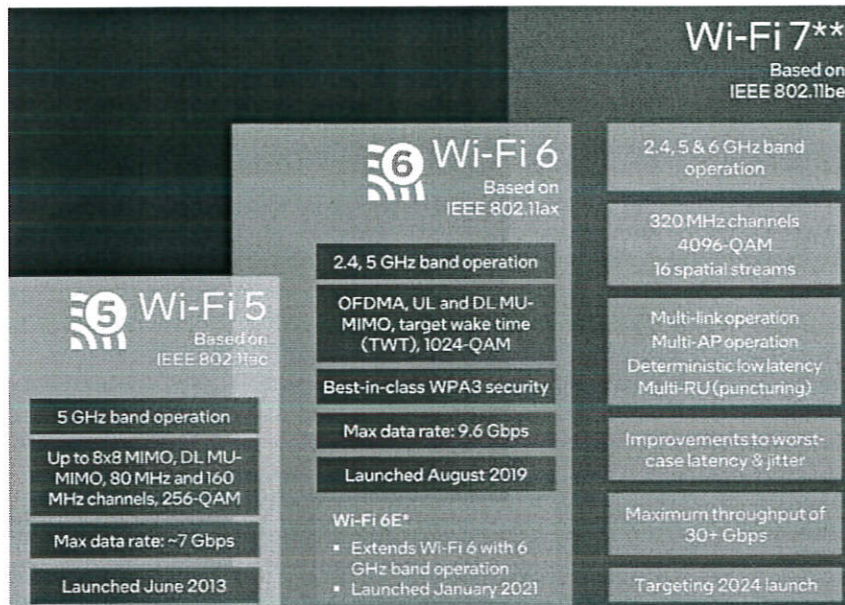 Wi-Fi 7**
Based on
IEEE 802.11be
2.4, 5 & 6 GHz band
operation
320 MHz channels
4096-QAM
16 spatial streams
Multi-link operation
Multi-AP operation
Deterministic low latency
Multi-RU (puncturing)
Improvements to worst-
case latency & jitter
Maximum throughput of
30+ Gbps
Targeting 2024 launch
6
Wi-Fi 6
Based on
IEEE 802.11ax
2.4, 5 GHz band operation
OFDMA, UL and DL MU-
MIMO, target wake time
(TWT), 1024-QAM
Best-in-class WPA3 security
Max data rate: 9.6 Gbps
Launched August 2019
Wi-Fi 6E*
▪ Extends Wi-Fi 6 with 6
GHz band operation
▪ Launched January 2021
5
Wi-Fi 5
Based on
IEEE 802.11ac
5 GHz band operation
Up to 8x8 MIMO, DL MU-
MIMO, 80 MHz and 160
MHz channels, 256-QAM
Max data rate: ~7 Gbps
Launched June 2013